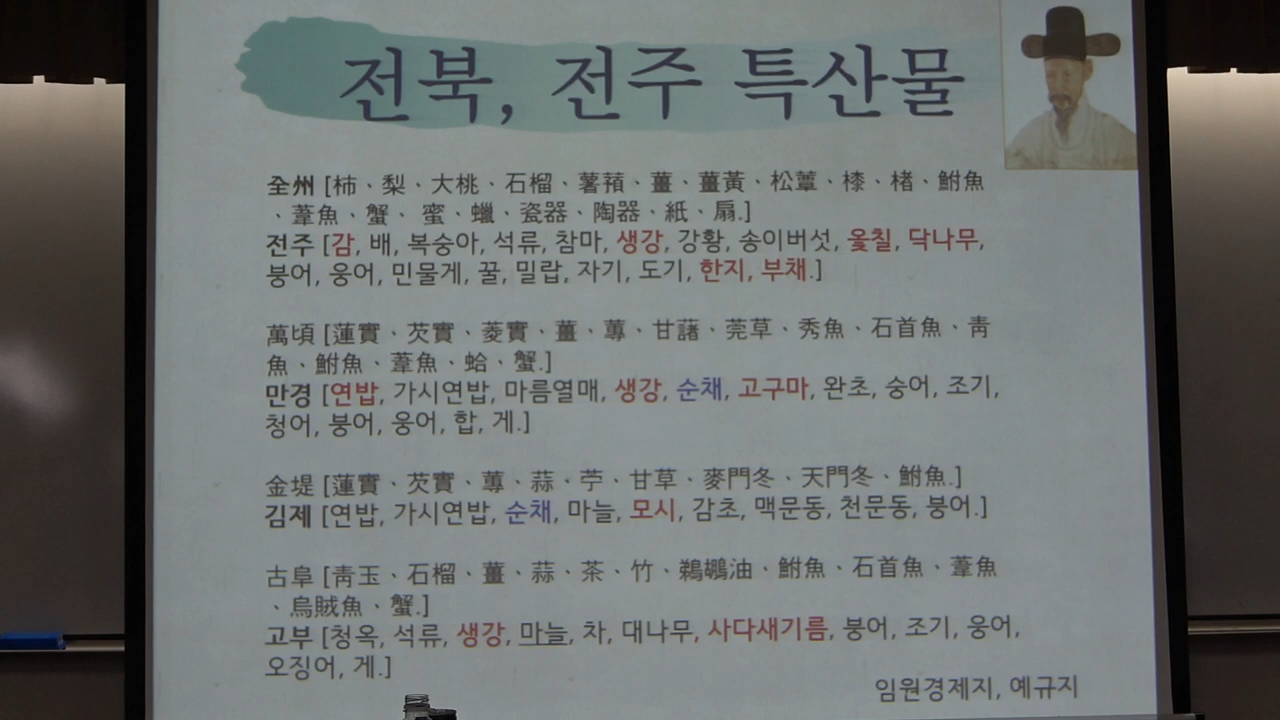 전북, 전주 특산물
全州 [柿、梨、大桃、石榴、薯蕷、薑、薑黃、松蕈、桼、楮、鮒魚
、葦魚、蟹、蜜、蠟、瓷器、陶器、紙、扇.]
전주 [감, 배, 복숭아, 석류, 참마, 생강, 강황, 송이버섯, 옻칠, 닥나무,
붕어, 웅어, 민물게, 꿀, 밀랍, 자기, 도기, 한지, 부채.]
萬頃 [蓮實、芡實、菱實、薑、蓴、甘藷、莞草、秀魚、石首魚、靑
魚、鮒魚、葦魚、蛤、蟹.]
만경 [연밥, 가시연밥, 마름열매, 생강, 순채, 고구마, 완초, 숭어, 조기,
청어, 붕어, 웅어, 합, 게.]
金堤 [蓮實、芡實、蓴、蒜、苧、甘草、麥門冬、天門冬、鮒魚.]
김제 [연밥, 가시연밥, 순채, 마늘, 모시, 감초, 맥문동, 천문동, 붕어.]
古阜 [靑玉、石榴、薑、蒜、茶、竹、鵜鶘油、鮒魚、石首魚、葦魚
、烏賊魚、蟹.]
고부 [청옥, 석류, 생강, 마늘, 차, 대나무, 사다새기름, 붕어, 조기, 웅어,
오징어, 게.]
임원경제지, 예규지